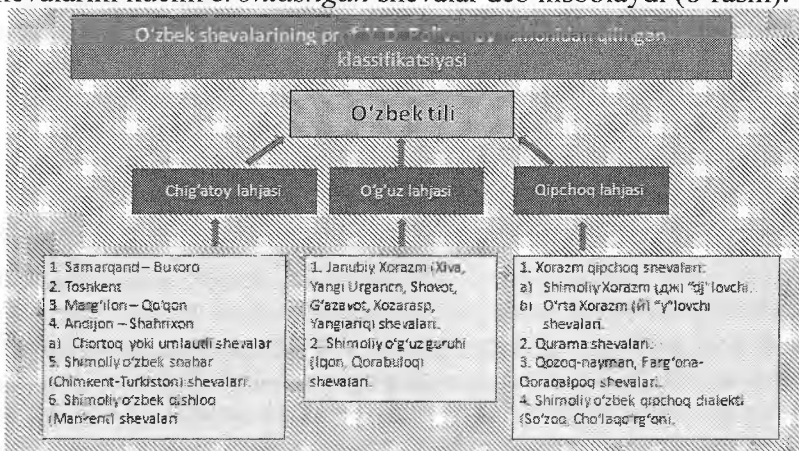 shevalarini hisobiy eronlashgan shevalar deb hisoblaydi (6-rasm).
O‘zbek shevalarining prof. Y.D. tomonidan qilingan
klassifikatsiyasi
O‘zbek tili
Chig‘atoy lahjasi
O‘g‘uz lahjasi
Qipchoq lahjasi
1. Samarqand – Buxoro
2. Toshkent
3. Marg‘ilon – Qo‘qon
4. Andijon – Shahrixon
a) Chortoq yoki umlautli shevalar
5. Shimoliy o‘zbek shahar
(Chimkent-Turkiston) shevalari.
6. Shimoliy o‘zbek qishloq
(Mankent) shevalari
1. Janubiy Xorazm (Xiva,
Yangi Urganch, Shovot,
G‘azavot, Xozarasp,
Yangiariq) shevalari.
2. Shimoliy o‘g‘uz guruhi
(Iqon, Qorabuloq)
shevalari.
1. Xorazm qipchoq shevalari:
a) Shimoliy Xorazm (джı "dj" lovchi.
b) O‘rta Xorazm (й) "y"lovchi
shevalari.
2. Qurama shevalari.
3. Qozoq-nayman, Farg‘ona-
Qoraqalpoq shevalari.
4. Shimoliy o‘zbek qipchoq dialekti
(So‘zoq, Cho‘laqo‘rg‘on).